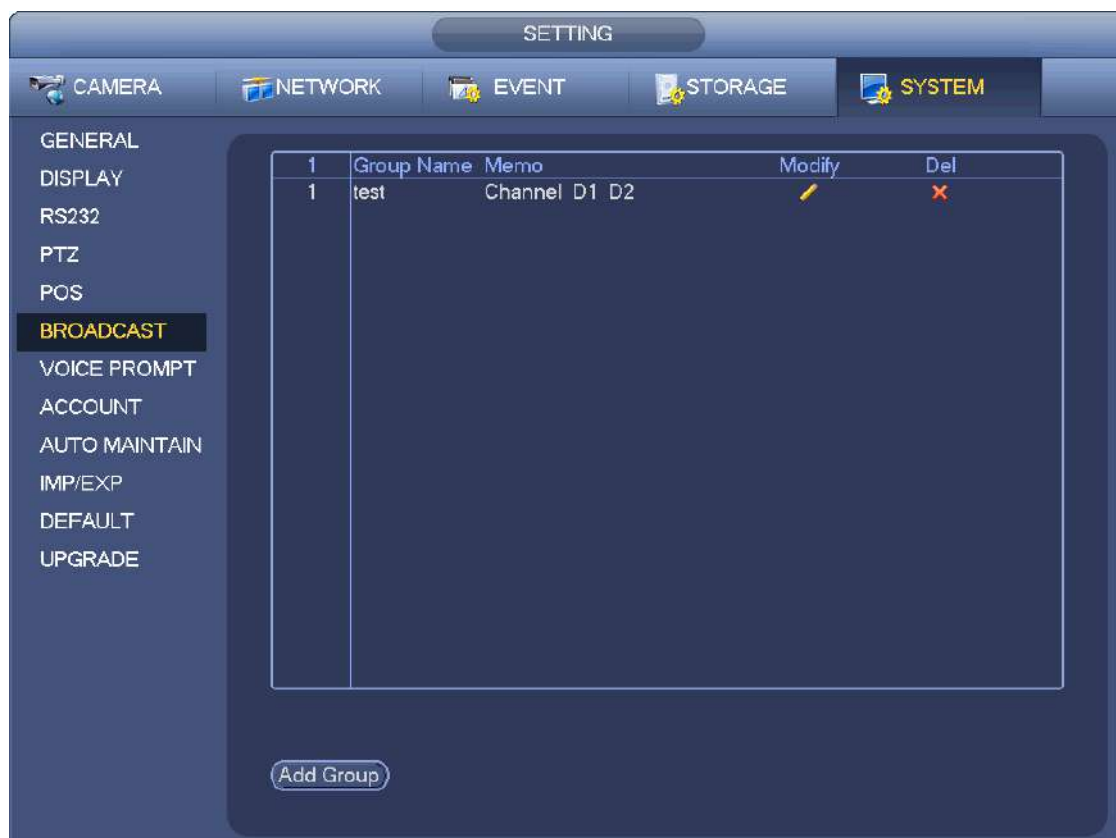 SETTING
CAMERA NETWORK EVENT STORAGE SYSTEM
GENERAL
DISPLAY
RS232
PTZ
POS
BROADCAST
VOICE PROMPT
ACCOUNT
AUTO MAINTAIN
IMP/EXP
DEFAULT
UPGRADE
1 Group Name Memo Modify Del
1 test Channel D1 D2
Add Group